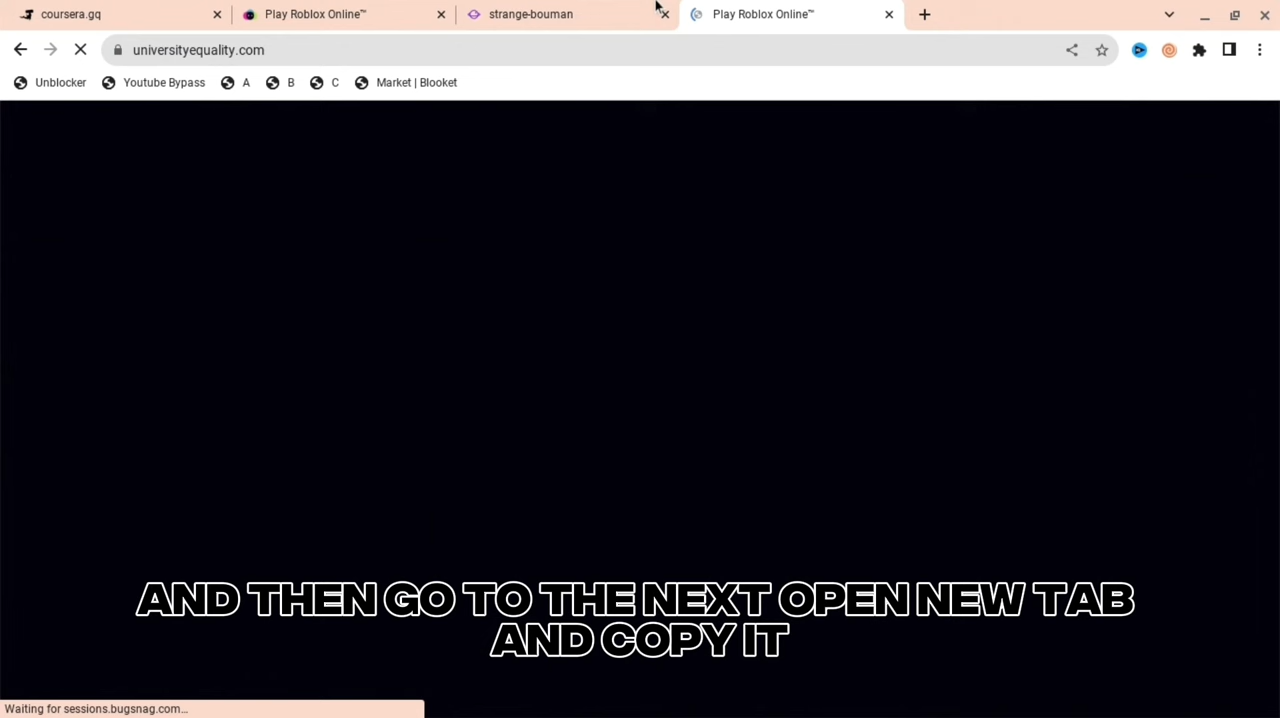 coursera.gq
Play Roblox Online™
strange-bouman
Play Roblox Online™
universityequality.com
Unblocker
Youtube Bypass
A
B
C
Market | Blooket
AND THEN GO TO THE NEXT OPEN NEW TAB
AND COPY IT
Waiting for sessions.bugsnag.com...